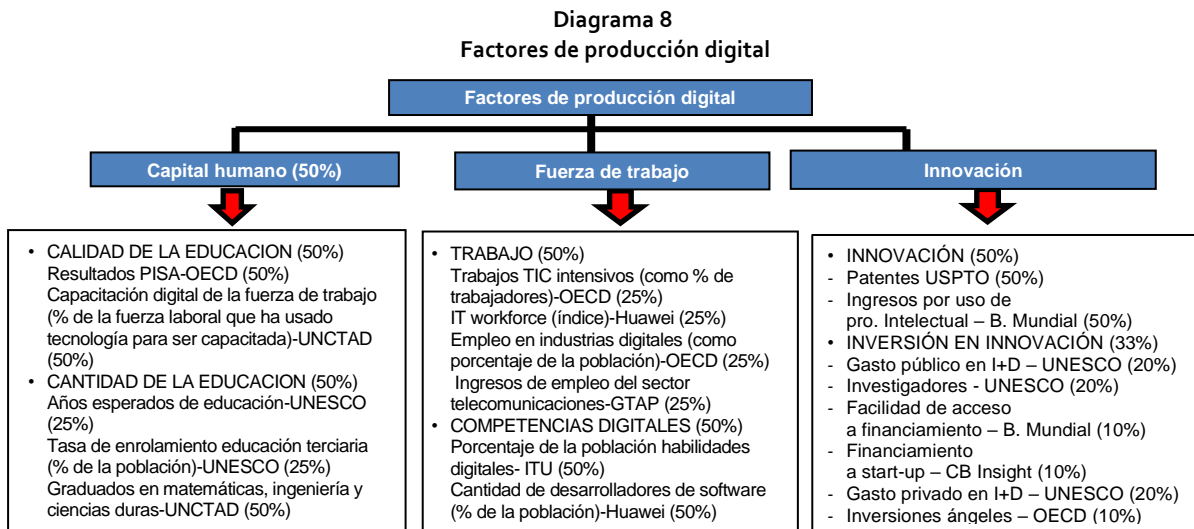 Diagrama 8
Factores de producción digital
Factores de producción digital
Capital humano (50%)
Fuerza de trabajo
Innovación
• CALIDAD DE LA EDUCACION (50%)
Resultados PISA-OECD (50%)
Capacitación digital de la fuerza de trabajo
(% de la fuerza laboral que ha usado
tecnología para ser capacitada)-UNCTAD
(50%)
• CANTIDAD DE LA EDUCACION (50%)
Años esperados de educación-UNESCO
(25%)
Tasa de enrolamiento educación terciaria
(% de la población)-UNESCO (25%)
Graduados en matemáticas, ingeniería y
ciencias duras-UNCTAD (50%)
• TRABAJO (50%)
Trabajos TIC intensivos (como % de
trabajadores)-OECD (25%)
IT workforce (índice)-Huawei (25%)
Empleo en industrias digitales (como
porcentaje de la población)-OECD (25%)
Ingresos de empleo del sector
telecomunicaciones-GTAP (25%)
• COMPETENCIAS DIGITALES (50%)
Porcentaje de la población habilidades
digitales- ITU (50%)
Cantidad de desarrolladores de software
(% de la población)-Huawei (50%)
• INNOVACIÓN (50%)
- Patentes USPTO (50%)
- Ingresos por uso de
pro. Intelectual – B. Mundial (50%)
• INVERSIÓN EN INNOVACIÓN (33%)
- Gasto público en I+D – UNESCO (20%)
- Investigadores - UNESCO (20%)
- Facilidad de acceso
a financiamiento – B. Mundial (10%)
- Financiamiento
a start-up – CB Insight (10%)
- Gasto privado en I+D – UNESCO (20%)
- Inversiones ángeles – OECD (10%)